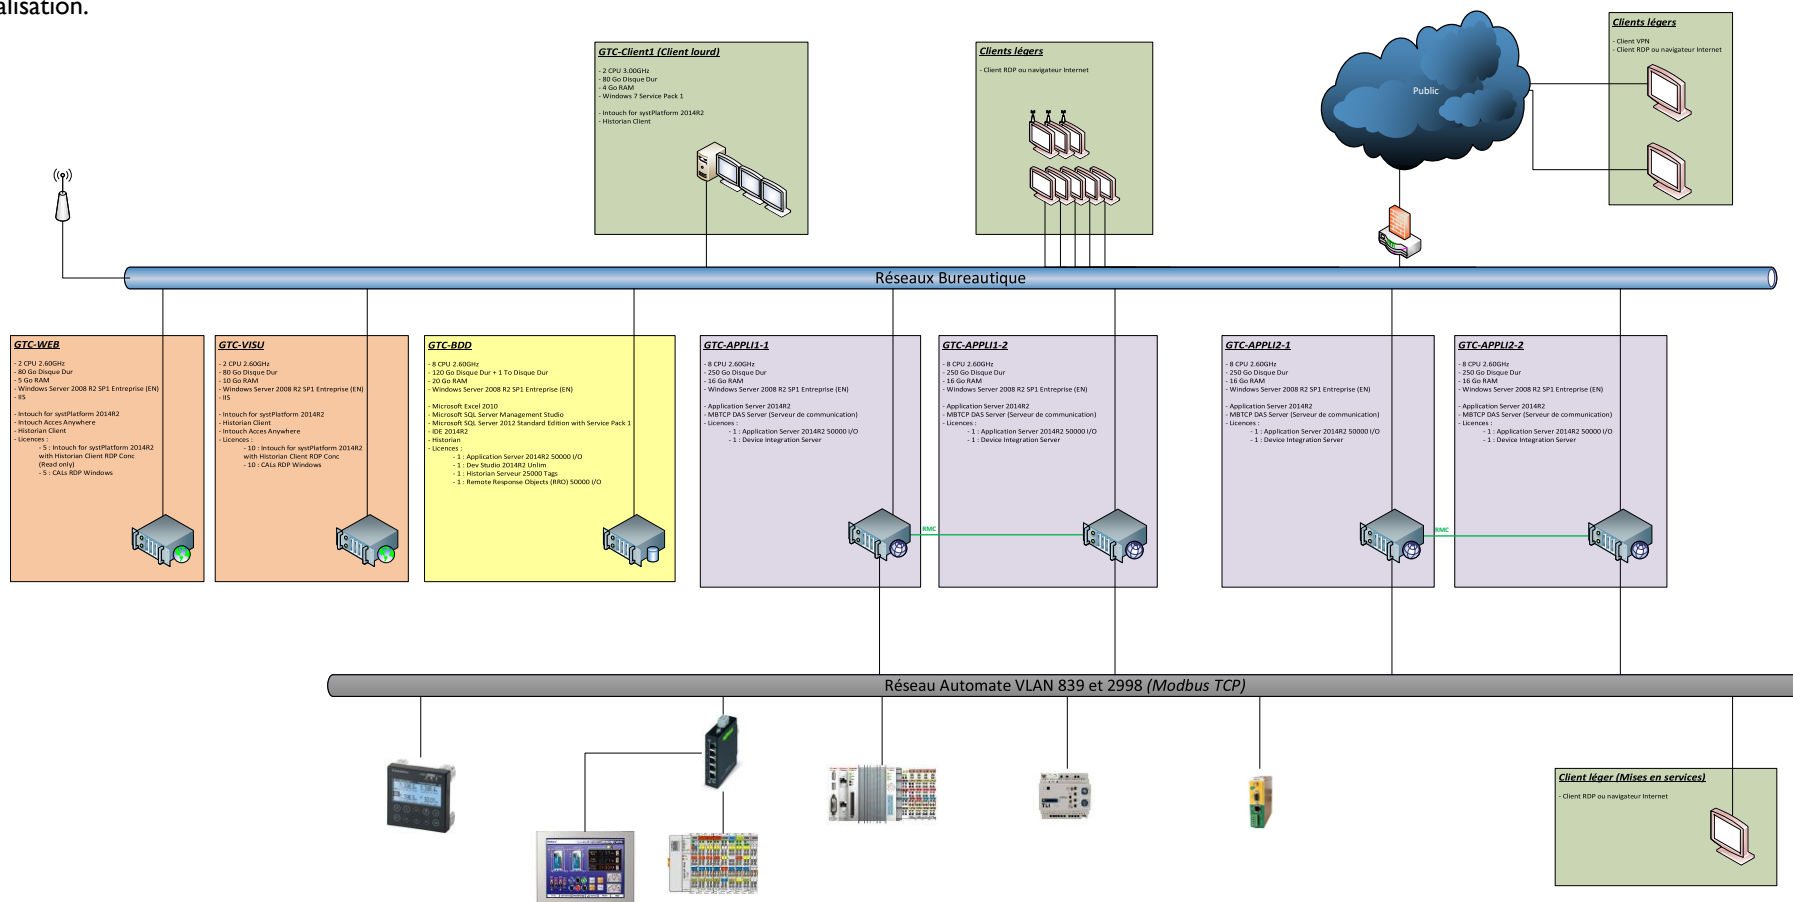 alisation.
GTC-Client1 (Client lourd)
- 2 CPU 3.00GHz
- 80 Go Disque Dur
- 4 Go RAM
- Windows 7 Service Pack 1
- Intouch for systPlatform 2014R2
- Historian Client
Clients légers
- Client RDP ou navigateur Internet
Public
Clients légers
- Client VPN
- Client RDP ou navigateur Internet
Réseaux Bureautique
GTC-WEB
- 2 CPU 2.60GHz
- 80 Go Disque Dur
- 5 Go RAM
- Windows Server 2008 R2 SP1 Entreprise (EN)
- IIS
- Intouch for systPlatform 2014R2
- Intouch Acces Anywhere
- Historian Client
- Licences :
- 5 : Intouch for systPlatform 2014R2
with Historian Client RDP Conc
(Read only)
- 5 : CALs RDP Windows
GTC-VISU
- 2 CPU 2.60GHz
- 80 Go Disque Dur
- 10 Go RAM
- Windows Server 2008 R2 SP1 Entreprise (EN)
- IIS
- Intouch for systPlatform 2014R2
- Historian Client
- Intouch Acces Anywhere
- Licences :
- 10 : Intouch for systPlatform 2014R2
with Historian Client RDP Conc
- 10 : CALs RDP Windows
GTC-BDD
- 8 CPU 2.60GHz
- 120 Go Disque Dur + 1 To Disque Dur
- 20 Go RAM
- Windows Server 2008 R2 SP1 Entreprise (EN)
- Microsoft Excel 2010
- Microsoft SQL Server Management Studio
- Microsoft SQL Server 2012 Standard Edition with Service Pack 1
- IDE 2014R2
- Historian
- Licences :
- 1 : Application Server 2014R2 50000 I/O
- 1 : Dev Studio 2014R2 Unlim
- 1 : Historian Serveur 25000 Tags
- 1 : Remote Response Objects (RRO) 50000 I/O
GTC-APPLI1-1
- 8 CPU 2.60GHz
- 250 Go Disque Dur
- 16 Go RAM
- Windows Server 2008 R2 SP1 Entreprise (EN)
- Application Server 2014R2
- MBTCP DAS Server (Serveur de communication)
- Licences :
- 1 : Application Server 2014R2 50000 I/O
- 1 : Device Integration Server
RMC
GTC-APPLI1-2
- 8 CPU 2.60GHz
- 250 Go Disque Dur
- 16 Go RAM
- Windows Server 2008 R2 SP1 Entreprise (EN)
- Application Server 2014R2
- MBTCP DAS Server (Serveur de communication)
- Licences :
- 1 : Application Server 2014R2 50000 I/O
- 1 : Device Integration Server
GTC-APPLI2-1
- 8 CPU 2.60GHz
- 250 Go Disque Dur
- 16 Go RAM
- Windows Server 2008 R2 SP1 Entreprise (EN)
- Application Server 2014R2
- MBTCP DAS Server (Serveur de communication)
- Licences :
- 1 : Application Server 2014R2 50000 I/O
- 1 : Device Integration Server
RMC
GTC-APPLI2-2
- 8 CPU 2.60GHz
- 250 Go Disque Dur
- 16 Go RAM
- Windows Server 2008 R2 SP1 Entreprise (EN)
- Application Server 2014R2
- MBTCP DAS Server (Serveur de communication)
- Licences :
- 1 : Application Server 2014R2 50000 I/O
- 1 : Device Integration Server
Réseau Automate VLAN 839 et 2998 (Modbus TCP)
TLI
Client léger (Mises en services)
- Client RDP ou navigateur Internet